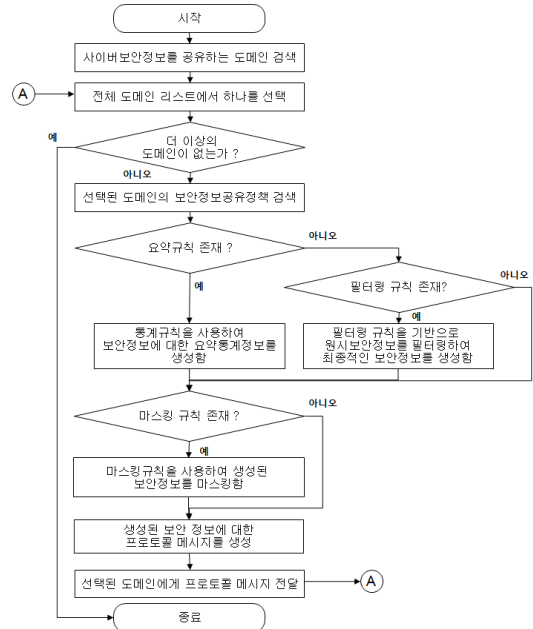 시작
사이버보안정보를 공유하는 도메인 검색
A
전체 도메인 리스트에서 하나를 선택
예
더 이상의
도메인이 없는가 ?
아니오
선택된 도메인의 보안정보공유정책 검색
요약규칙 존재 ?
아니오
예
필터링 규칙 존재?
아니오
예
통계규칙을 사용하여
보안정보에 대한 요약통계정보를
생성함
필터링 규칙을 기반으로
원시보안정보를 필터링하여
최종적인 보안정보를 생성함
마스킹 규칙 존재 ?
아니오
예
마스킹규칙을 사용하여 생성된
보안정보를 마스킹함
생성된 보안 정보에 대한
프로토콜 메시지를 생성
선택된 도메인에게 프로토콜 메시지 전달
A
종료